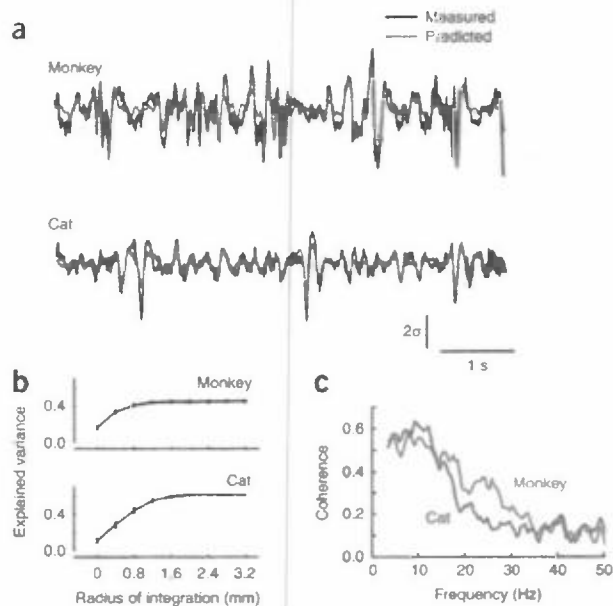 a
Measured
Predicted
Monkey
Cat
2σ
1 s
b
Monkey
0.4
0.0
Cat
0.4
0.0
Explained variance
0 0.8 1.6 2.4 3.2
Radius of integration (mm)
c
0.6
0.4
0.2
0.0
Coherence
Monkey
Cat
0 10 20 30 40 50
Frequency (Hz)